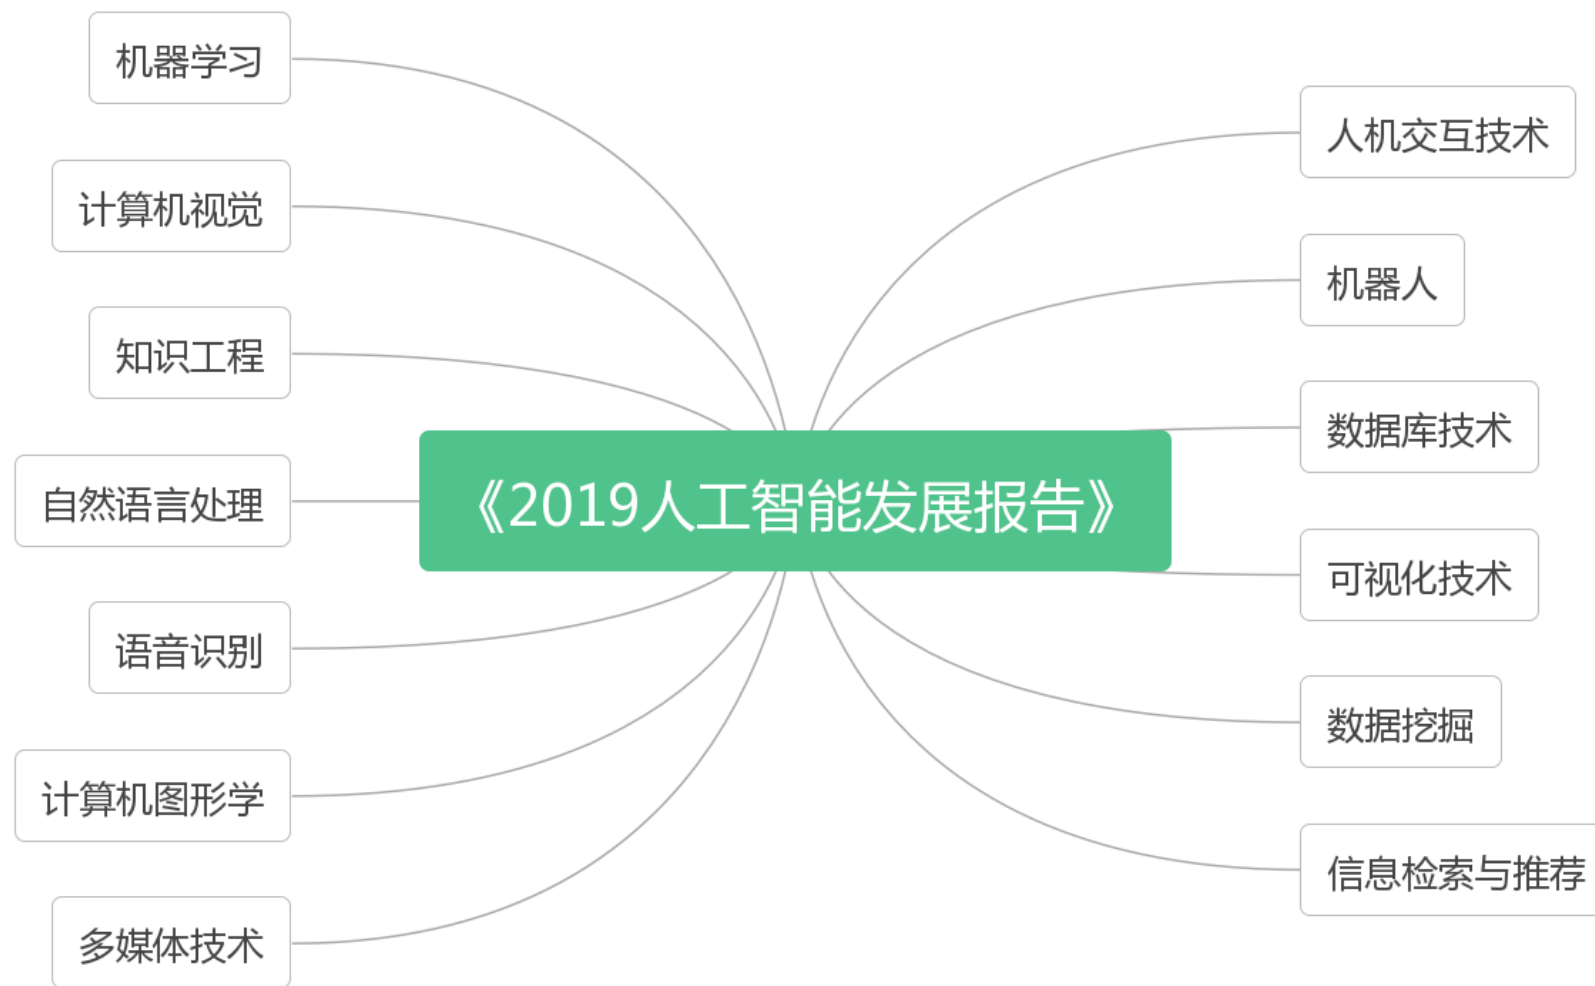 机器学习
计算机视觉
知识工程
自然语言处理
语音识别
计算机图形学
多媒体技术
《2019人工智能发展报告》
人机交互技术
机器人
数据库技术
可视化技术
数据挖掘
信息检索与推荐